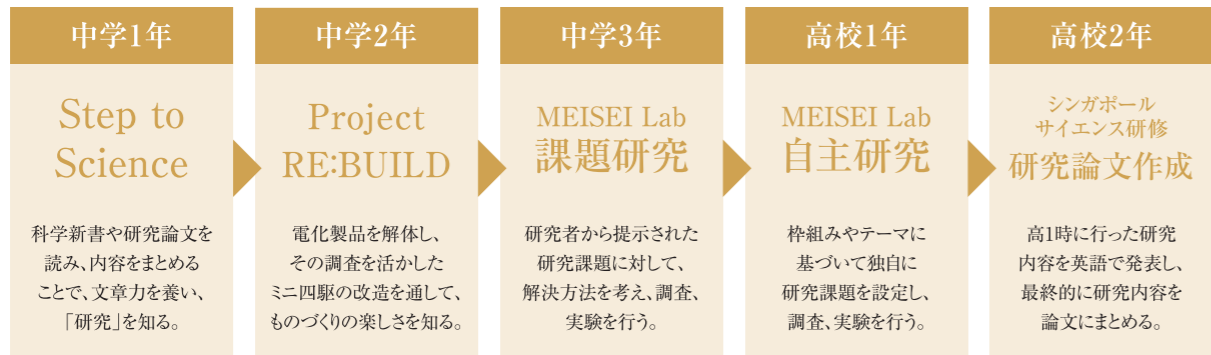 中学1年
Step to
Science
科学新書や研究論文を
読み、内容をまとめる
ことで、文章力を養い、
「研究」を知る。
中学2年
Project
RE:BUILD
電化製品を解体し、
その調査を活かした
ミニ四駆の改造を通して、
ものづくりの楽しさを知る。
中学3年
MEISEI Lab
課題研究
研究者から提示された
研究課題に対して、
解決方法を考え、調査、
実験を行う。
高校1年
MEISEI Lab
自主研究
枠組みやテーマに
基づいて独自に
研究課題を設定し、
調査、実験を行う。
高校2年
シンガポール
サイエンス研修
研究論文作成
高1時に行った研究
内容を英語で発表し、
最終的に研究内容を
論文にまとめる。